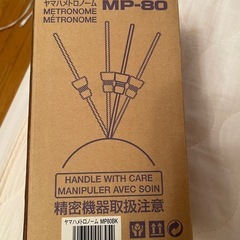 ヤマハメトロノーム MP-80
METRONOME
MÉTRONOME
HANDLE WITH CARE
MANIPULER AVEC SOIN
精密機器取扱注意
ヤマハメトロノーム MP80BK